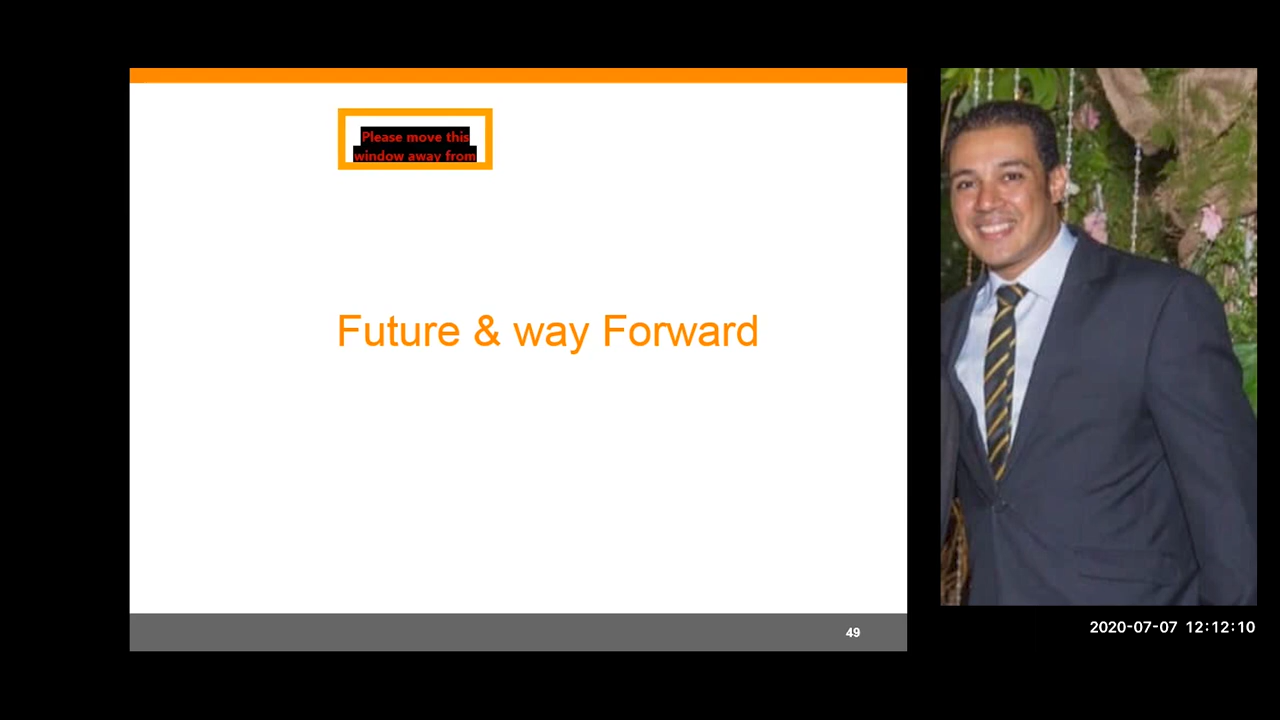 Please move this
window away from
Future & way Forward
49
2020-07-07 12:12:10